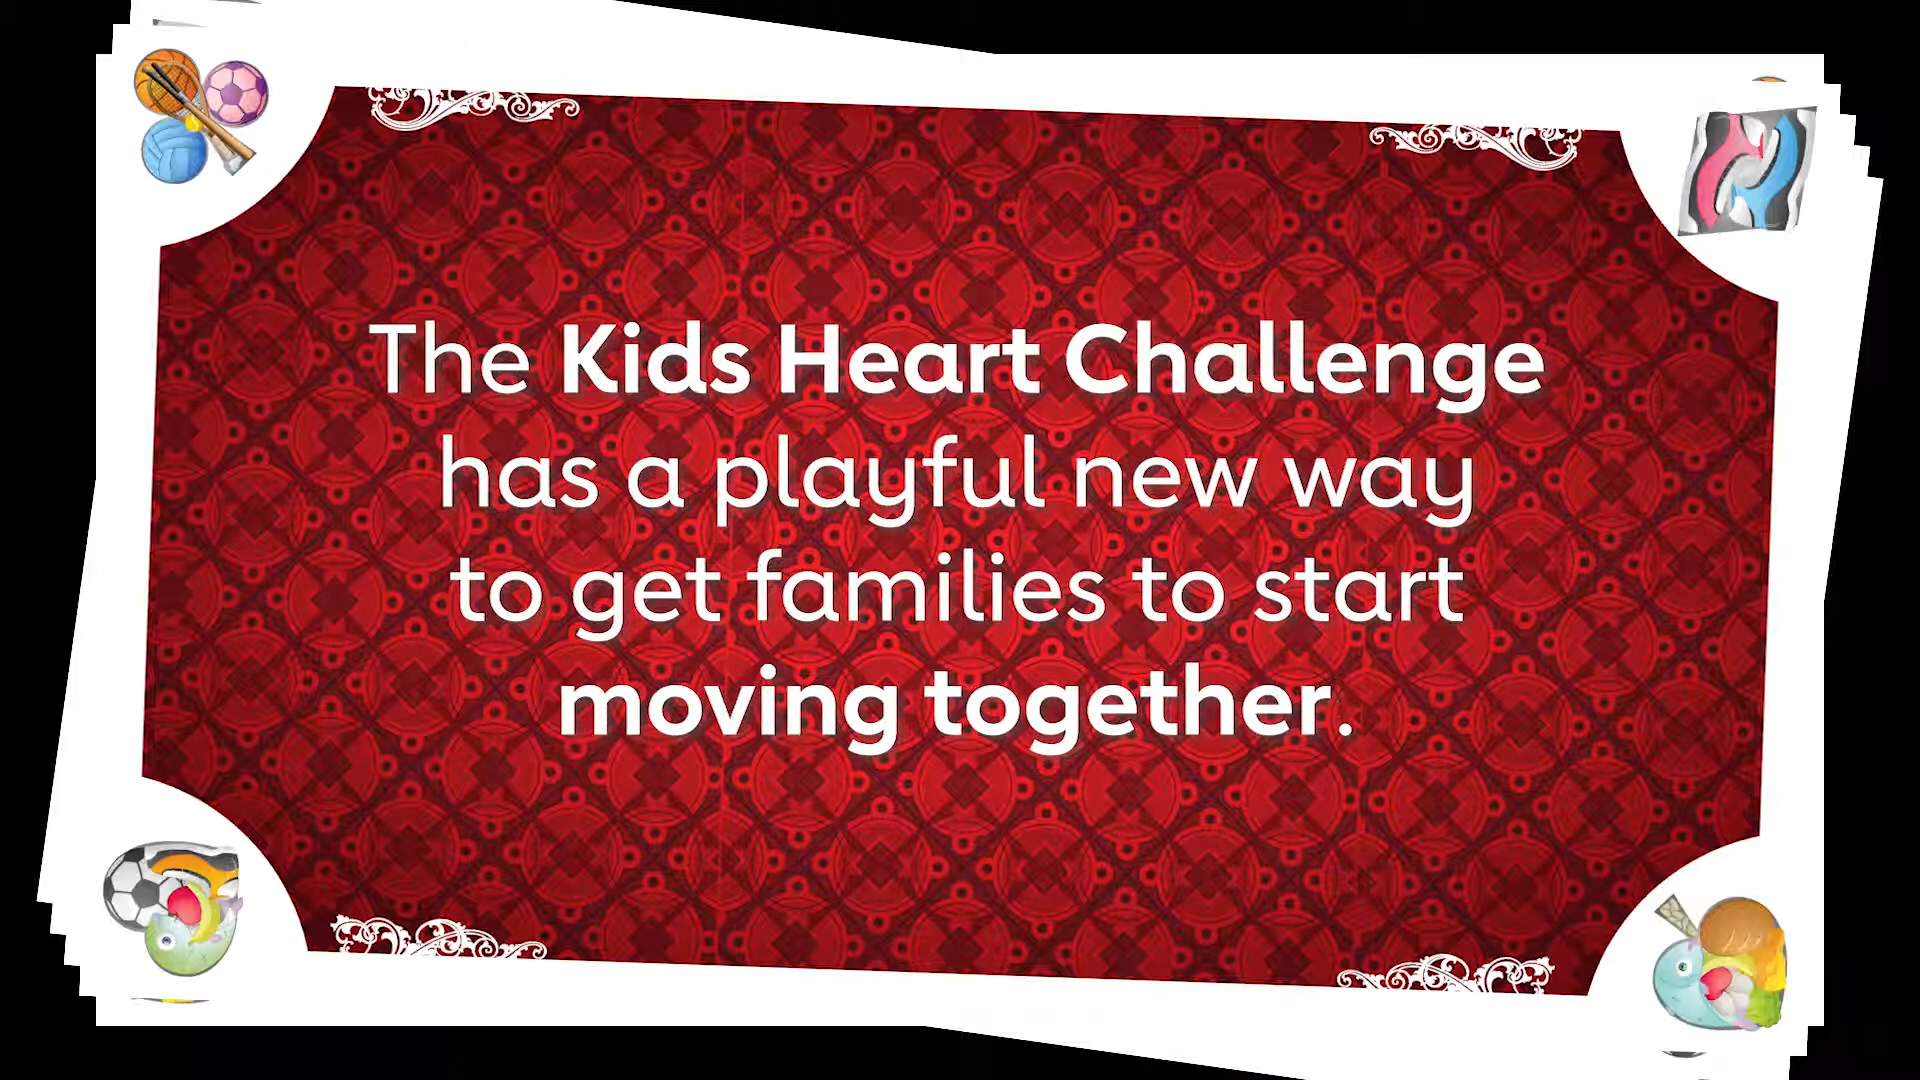 The Kids Heart Challenge
has a playful new way
to get families to start
moving together.